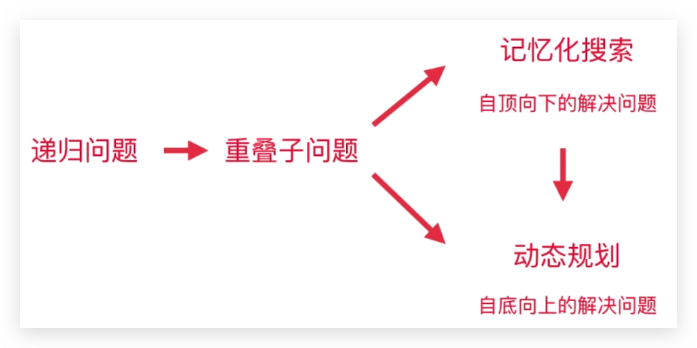 递归问题
重叠子问题
记忆化搜索
自顶向下的解决问题
动态规划
自底向上的解决问题